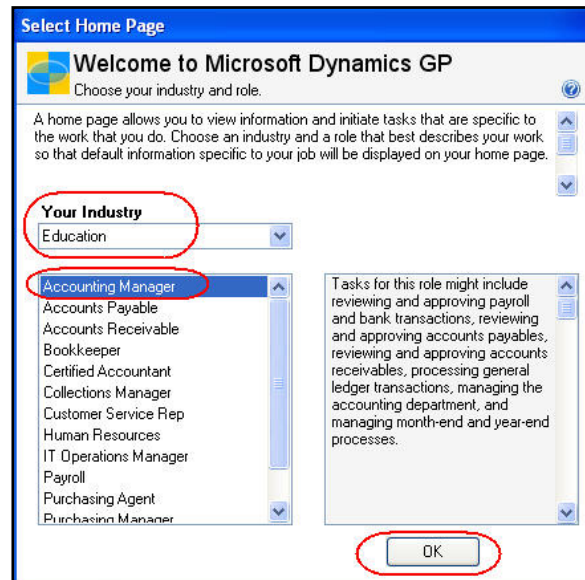 Select Home Page
Welcome to Microsoft Dynamics GP
Choose your industry and role.
A home page allows you to view information and initiate tasks that are specific to
the work that you do. Choose an industry and a role that best describes your work
so that default information specific to your job will be displayed on your home page.
Your Industry
Education
Accounting Manager
Accounts Payable
Accounts Receivable
Bookkeeper
Certified Accountant
Collections Manager
Customer Service Rep
Human Resources
IT Operations Manager
Payroll
Purchasing Agent
Purchasing Manager
Tasks for this role might include
reviewing and approving payroll
and bank transactions, reviewing
and approving accounts payables,
reviewing and approving accounts
receivables, processing general
ledger transactions, managing the
accounting department, and
managing month-end and year-end
processes.
OK